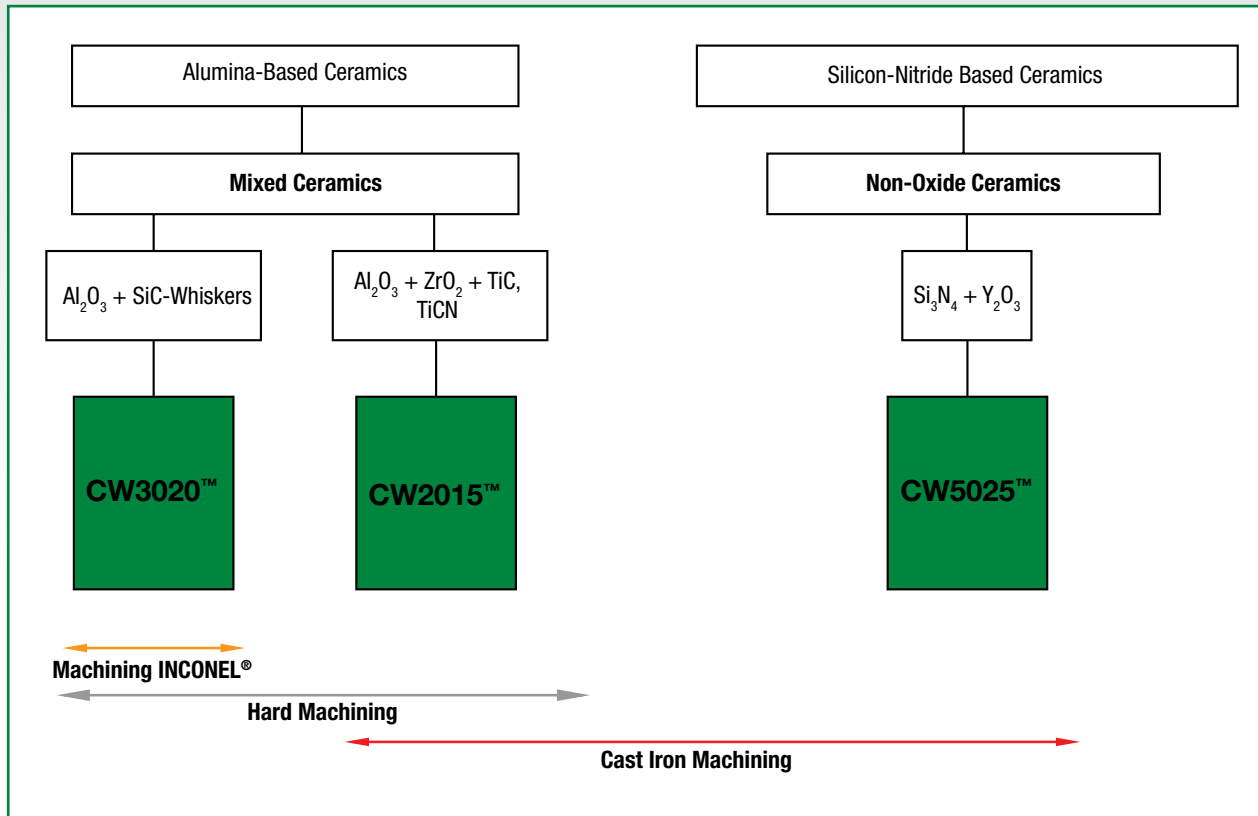 Alumina-Based Ceramics
Silicon-Nitride Based Ceramics
Mixed Ceramics
Non-Oxide Ceramics
Al₂O₃ + SiC-Whiskers
Al₂O₃ + ZrO₂ + TiC,
TiCN
Si₃N₄ + Y₂O₃
CW3020™
CW2015™
CW5025™
Machining INCONEL®
Hard Machining
Cast Iron Machining